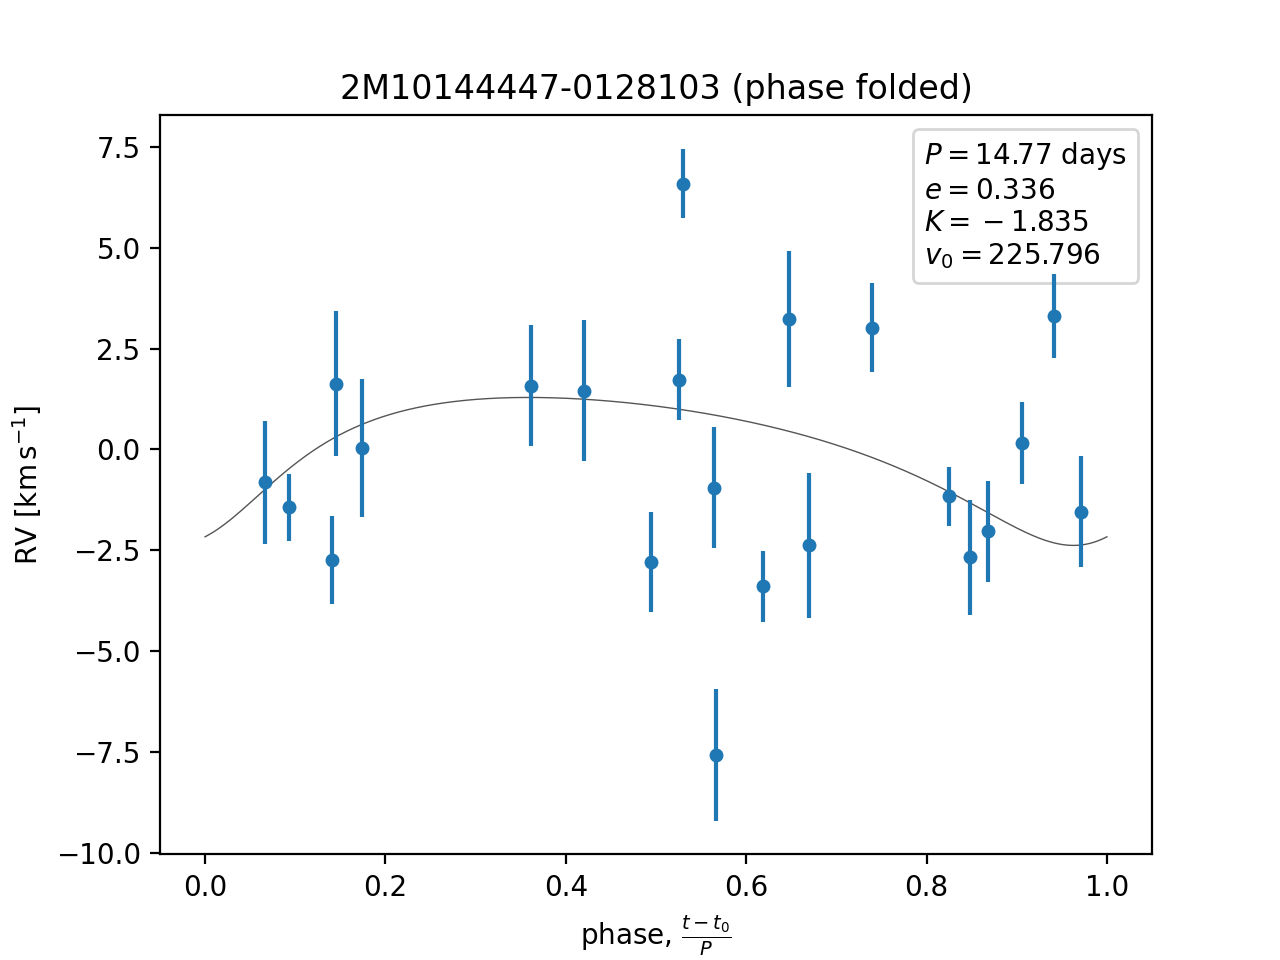 2M10144447-0128103 (phase folded)
P = 14.77 days
e = 0.336
K = −1.835
v₀ = 225.796
RV [km s⁻¹]
7.5
5.0
2.5
0.0
−2.5
−5.0
−7.5
−10.0
0.0 0.2 0.4 0.6 0.8 1.0
phase, (t − t₀)/P